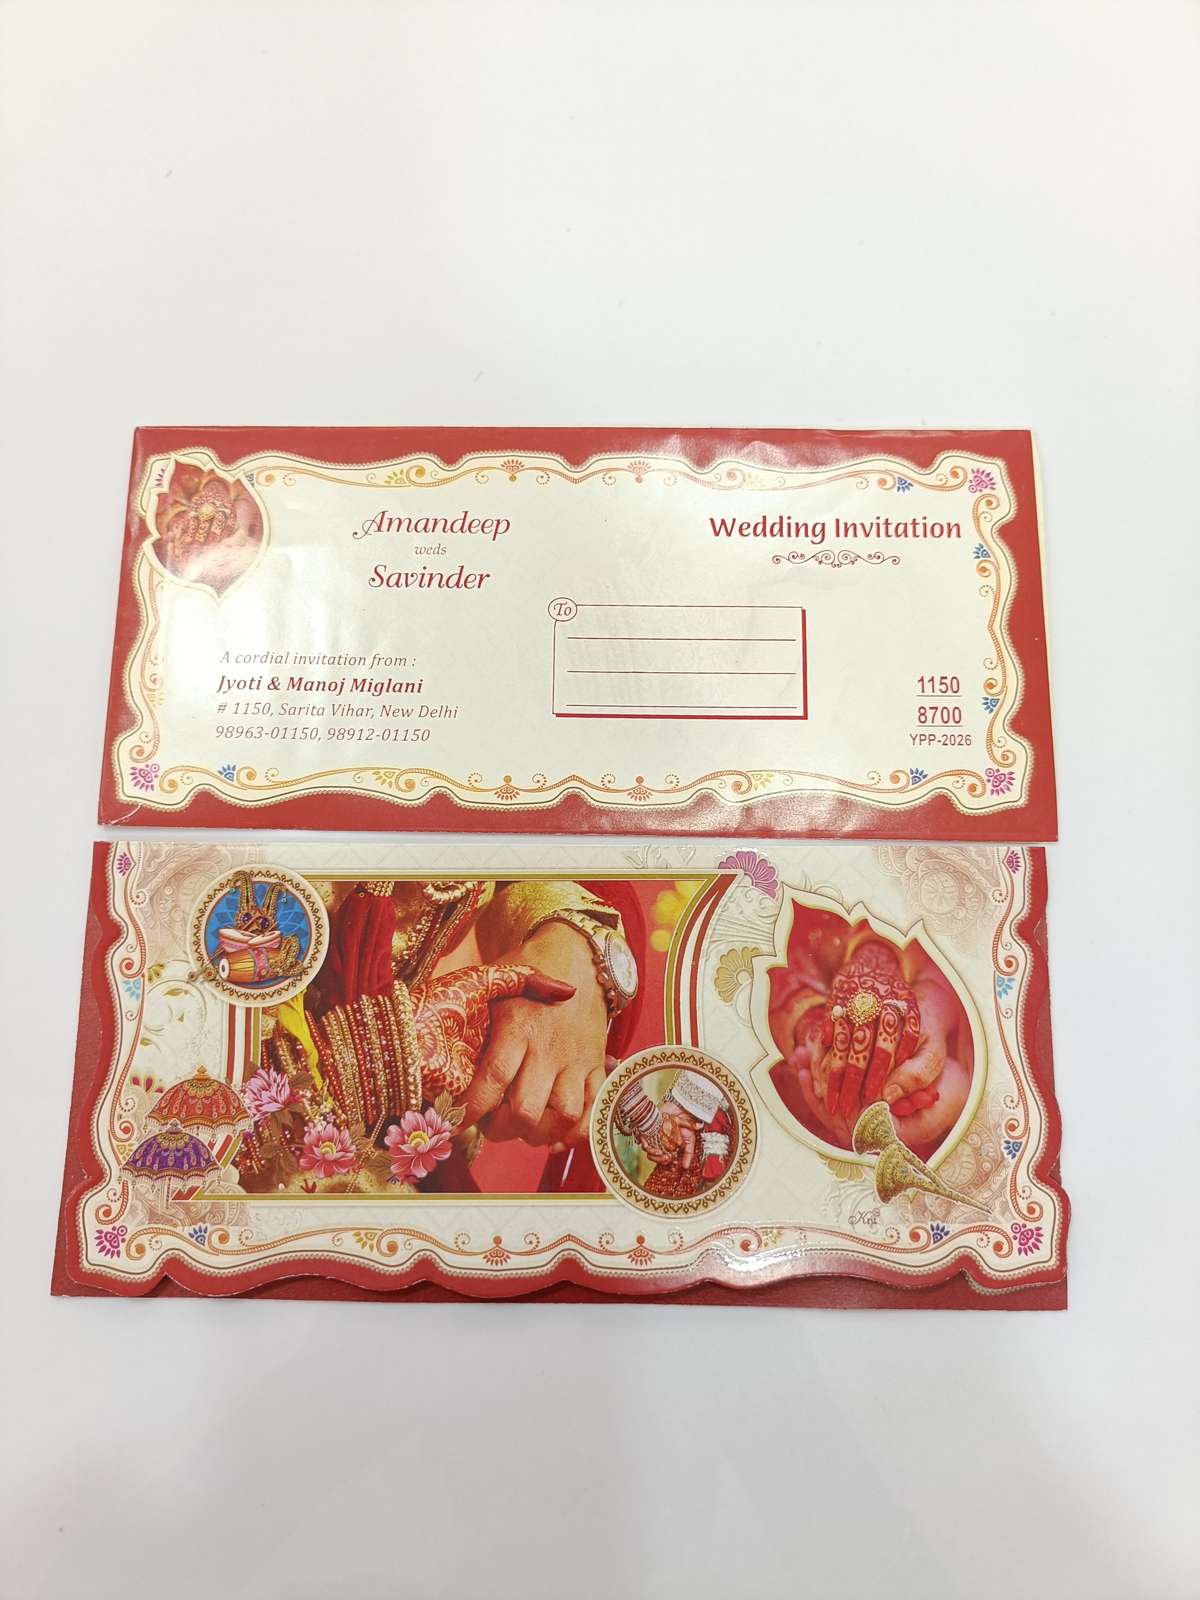 Amandeep
weds
Savinder
Wedding Invitation
To
A cordial invitation from :
Jyoti & Manoj Miglani
# 1150, Sarita Vihar, New Delhi
98963-01150, 98912-01150
1150
8700
YPP-2026